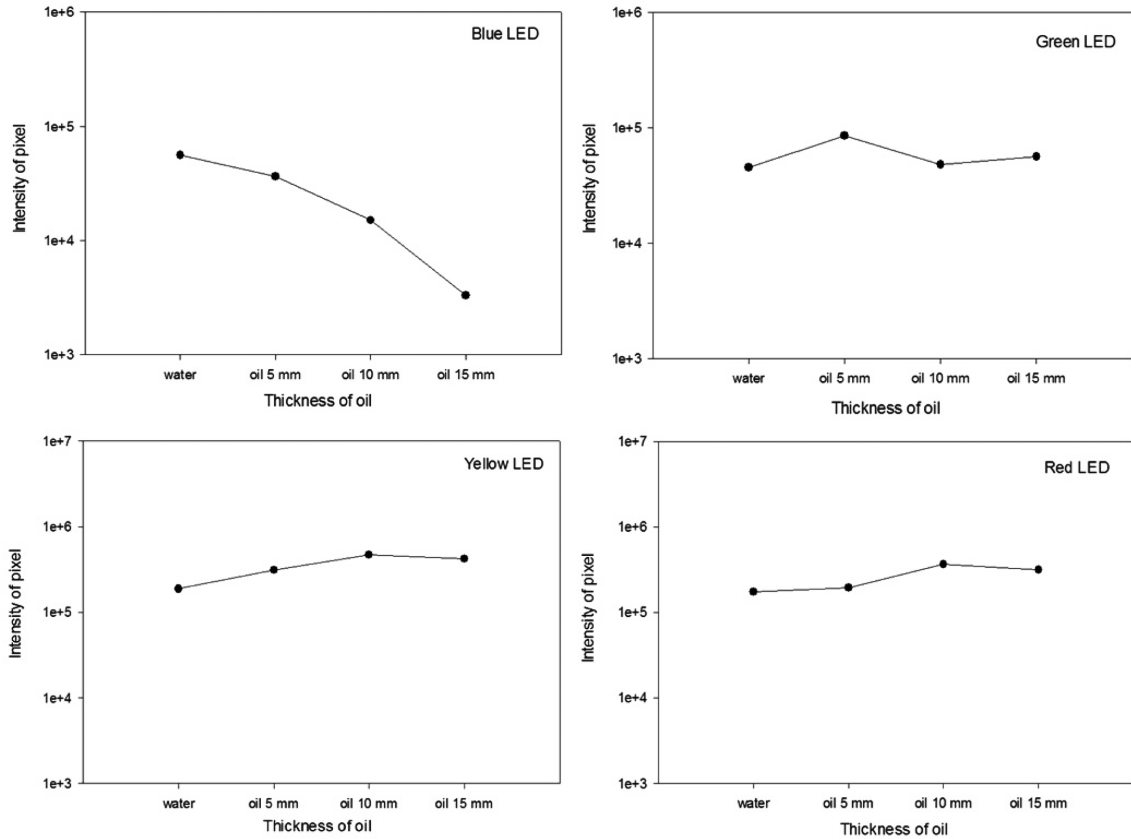 Blue LED
1e+6
1e+5
1e+4
1e+3
Intensity of pixel
water oil 5 mm oil 10 mm oil 15 mm
Thickness of oil
Green LED
1e+6
1e+5
1e+4
1e+3
Intensity of pixel
water oil 5 mm oil 10 mm oil 15 mm
Thickness of oil
Yellow LED
1e+7
1e+6
1e+5
1e+4
1e+3
Intensity of pixel
water oil 5 mm oil 10 mm oil 15 mm
Thickness of oil
Red LED
1e+7
1e+6
1e+5
1e+4
1e+3
Intensity of pixel
water oil 5 mm oil 10 mm oil 15 mm
Thickness of oil